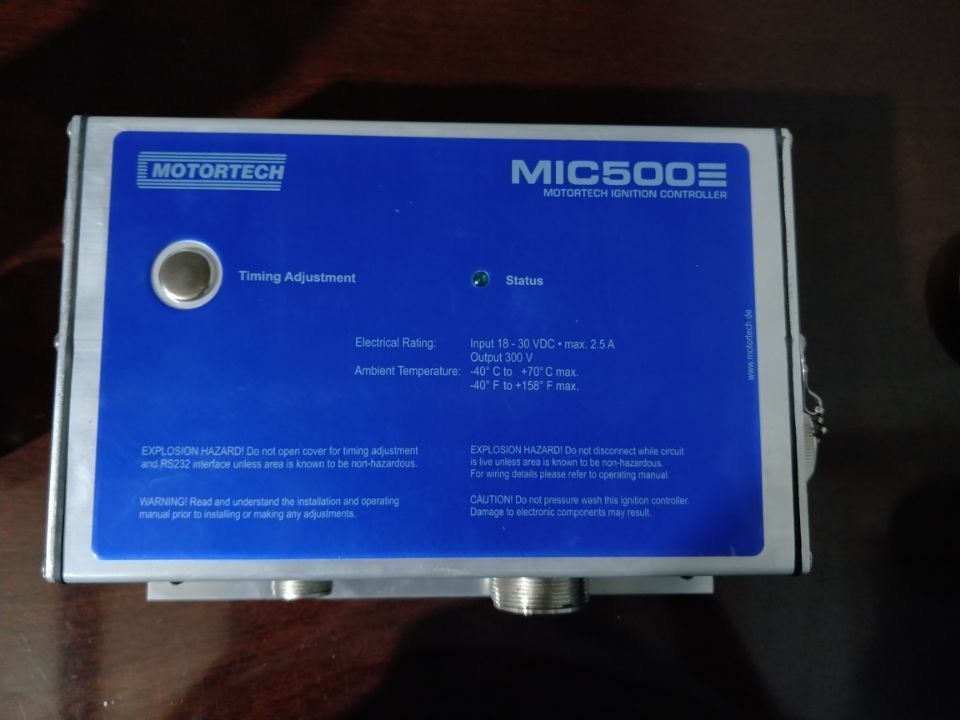 MOTORTECH
MIC500
MOTORTECH IGNITION CONTROLLER
Timing Adjustment
Status
Electrical Rating: Input 18 - 30 VDC • max. 2.5 A
Output 300 V
Ambient Temperature: -40° C to +70° C max.
-40° F to +158° F max.
www.motortech.de
EXPLOSION HAZARD! Do not open cover for timing adjustment
and RS232 interface unless area is known to be non-hazardous.
EXPLOSION HAZARD! Do not disconnect while circuit
is live unless area is known to be non-hazardous.
For wiring details please refer to operating manual.
WARNING! Read and understand the installation and operating
manual prior to installing or making any adjustments.
CAUTION! Do not pressure wash this ignition controller.
Damage to electronic components may result.